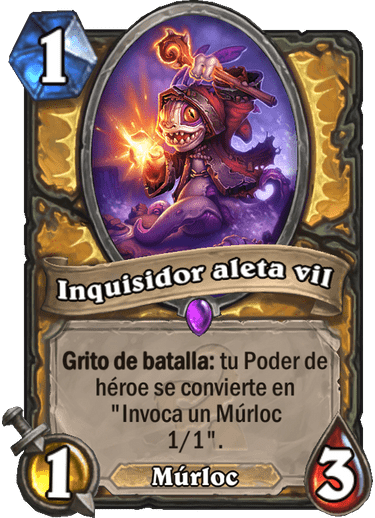 1
Inquisidor aleta vil
Grito de batalla: tu Poder de
héroe se convierte en
"Invoca un Múrloc
1/1".
1
Múrloc
3